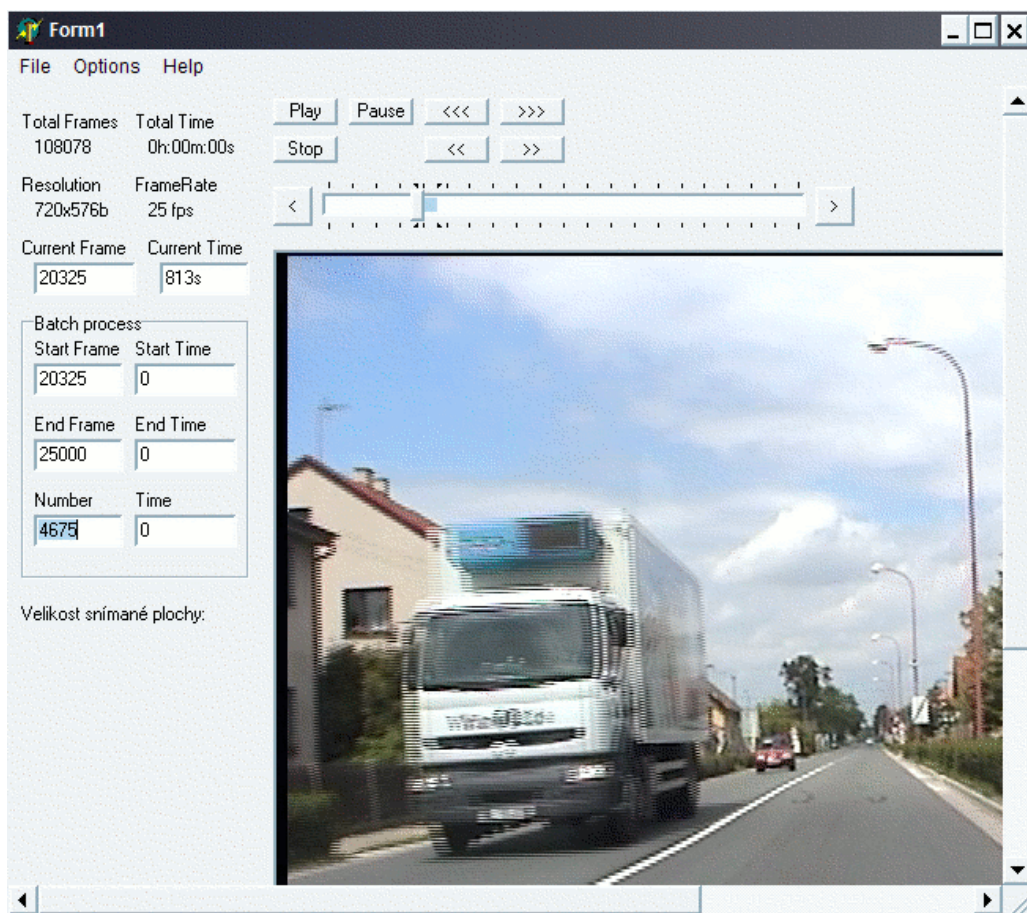 Form1
File Options Help
Total Frames Total Time
108078 0h:00m:00s
Resolution FrameRate
720x576b 25 fps
Current Frame Current Time
20325 813s
Batch process
Start Frame Start Time
20325 0
End Frame End Time
25000 0
Number Time
4675 0
Velikost snímané plochy:
Play Pause <<< >>>
Stop << >>
< >